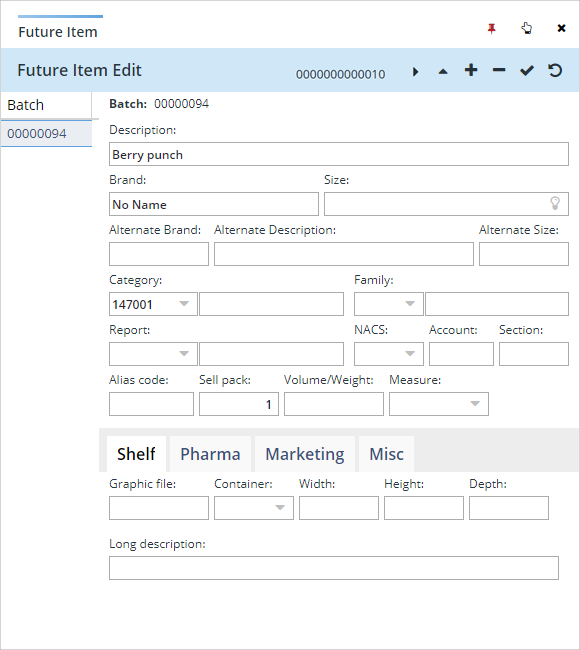 Future Item
Future Item Edit 0000000000010
Batch
00000094
Batch: 00000094
Description:
Berry punch
Brand: Size:
No Name
Alternate Brand: Alternate Description: Alternate Size:
Category: Family:
147001
Report: NACS: Account: Section:
Alias code: Sell pack: Volume/Weight: Measure:
1
Shelf Pharma Marketing Misc
Graphic file: Container: Width: Height: Depth:
Long description: